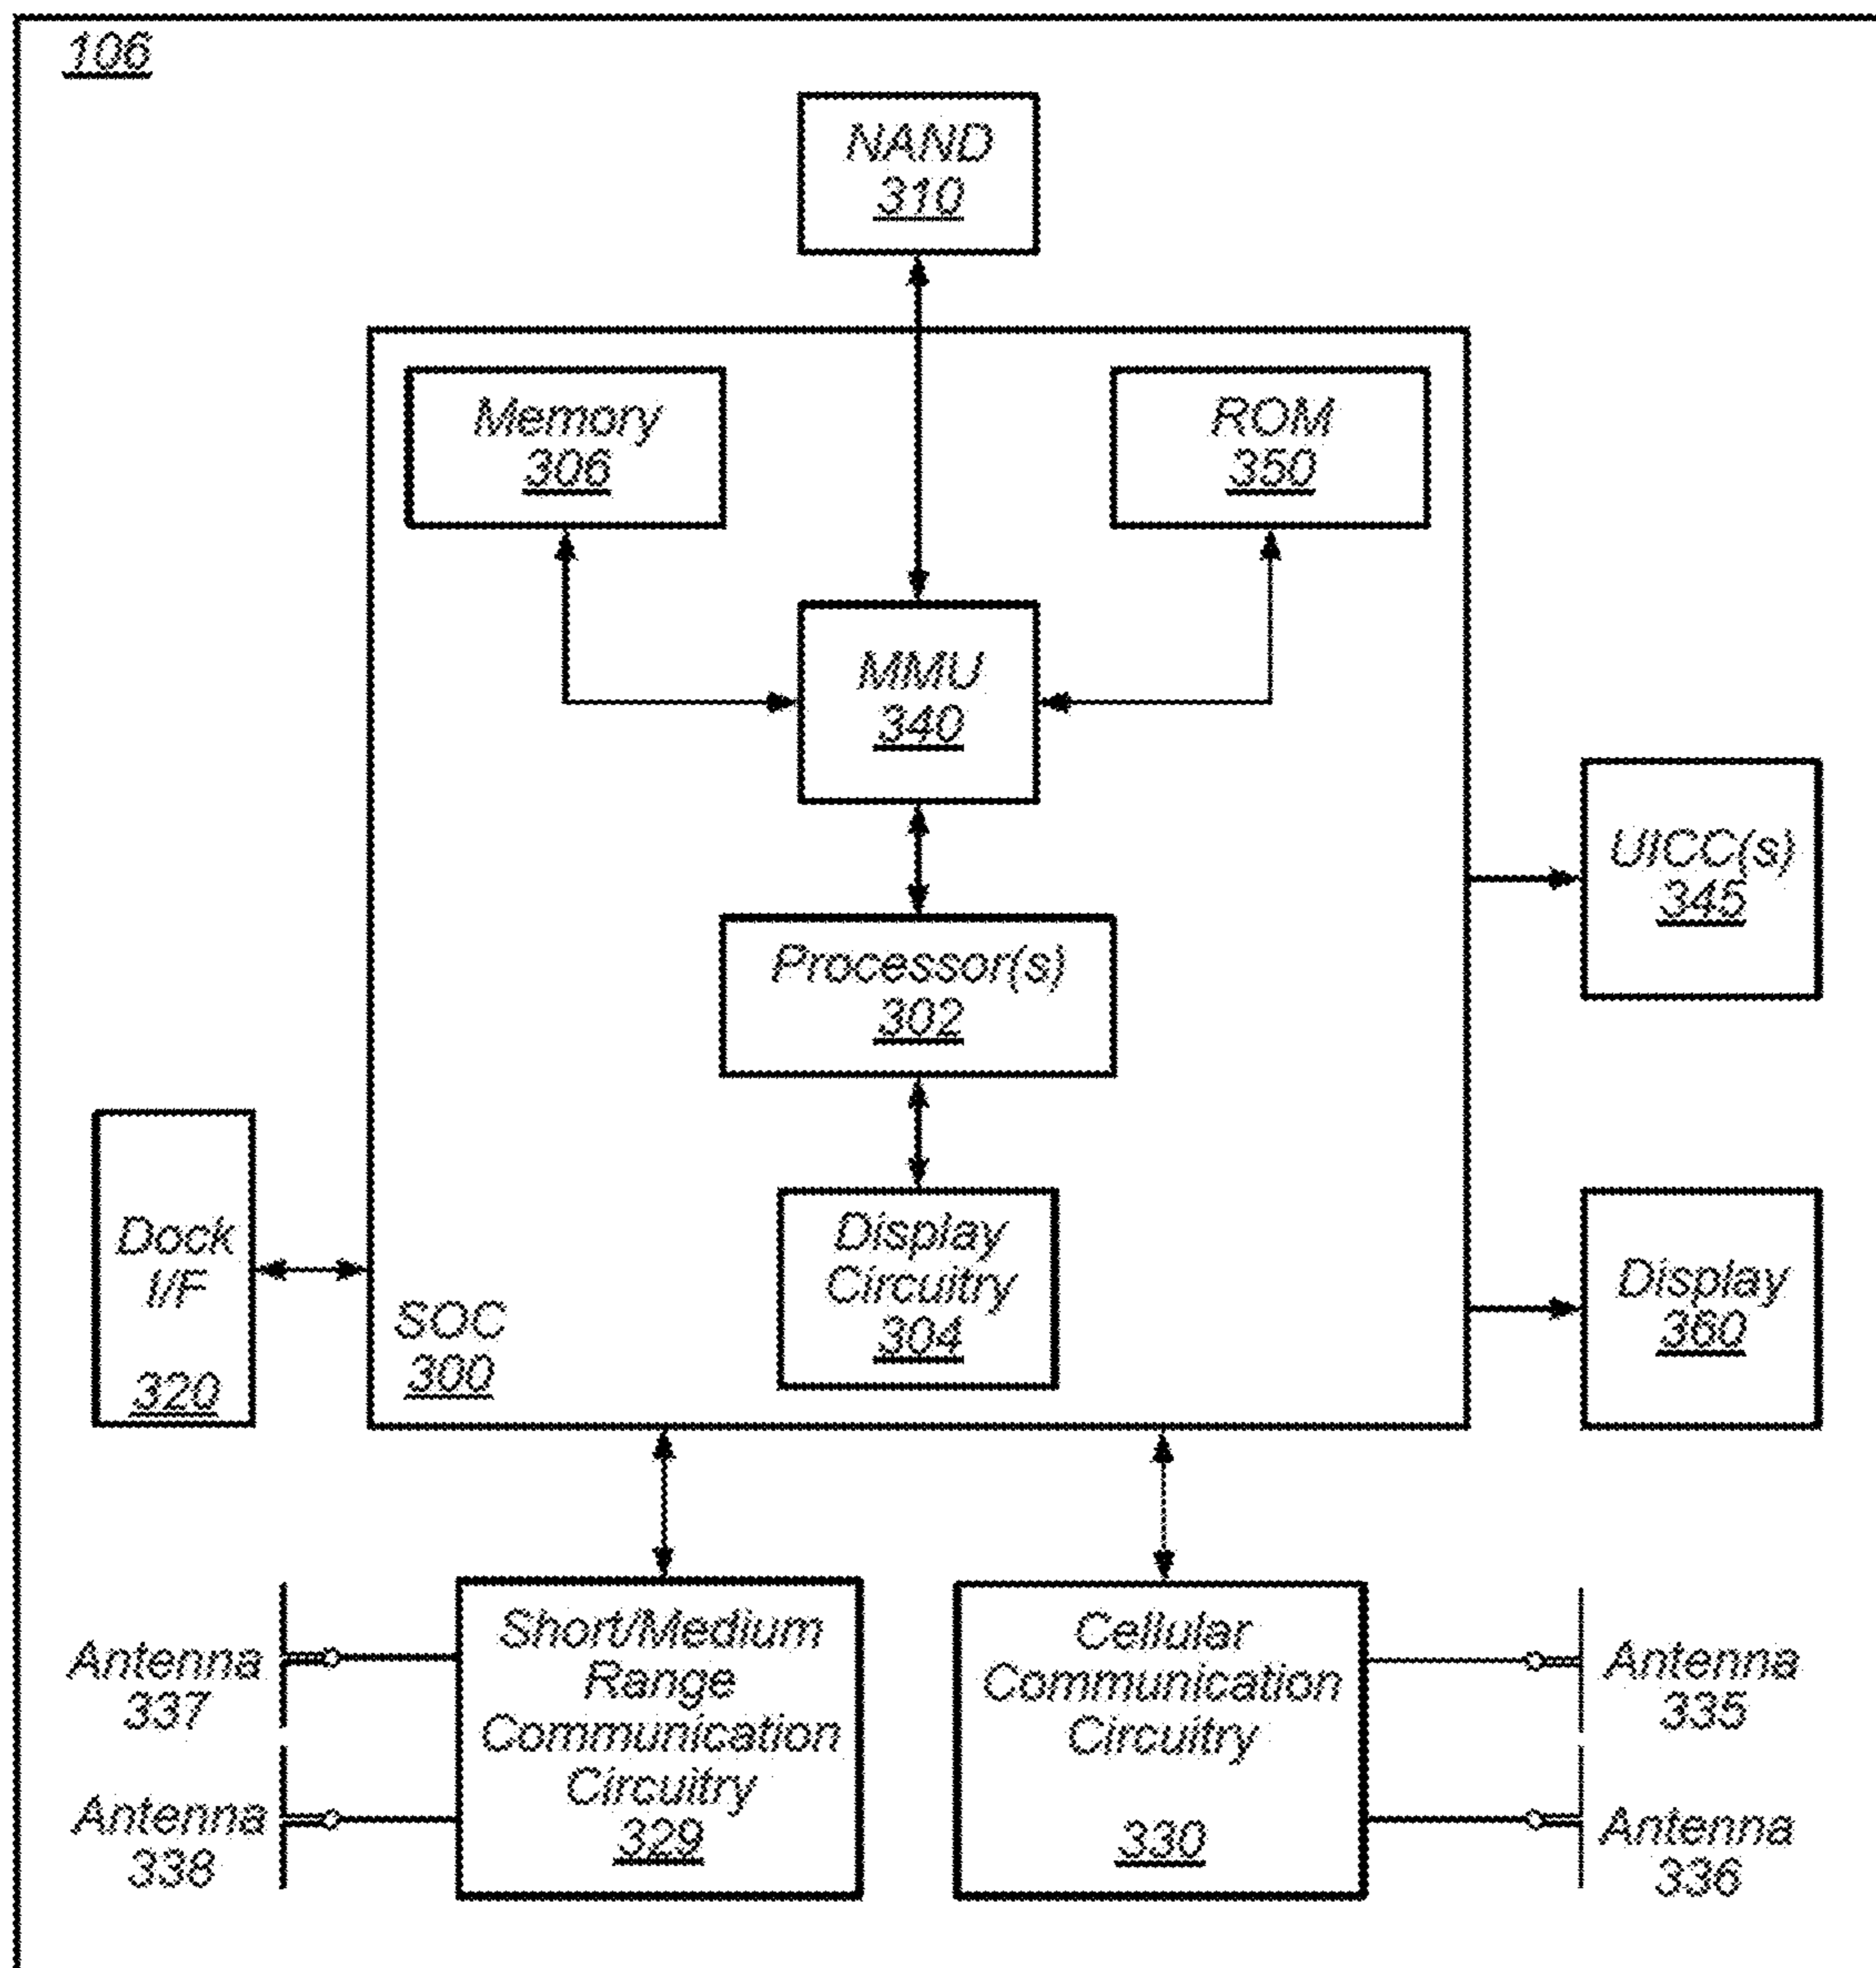 106
NAND
310
Memory
306
ROM
350
MMU
340
UICC(s)
345
Processor(s)
302
Dock
I/F
320
Display
Circuitry
304
SOC
300
Display
360
Short/Medium
Range
Communication
Circuitry
329
Cellular
Communication
Circuitry
330
Antenna
337
Antenna
338
Antenna
335
Antenna
336